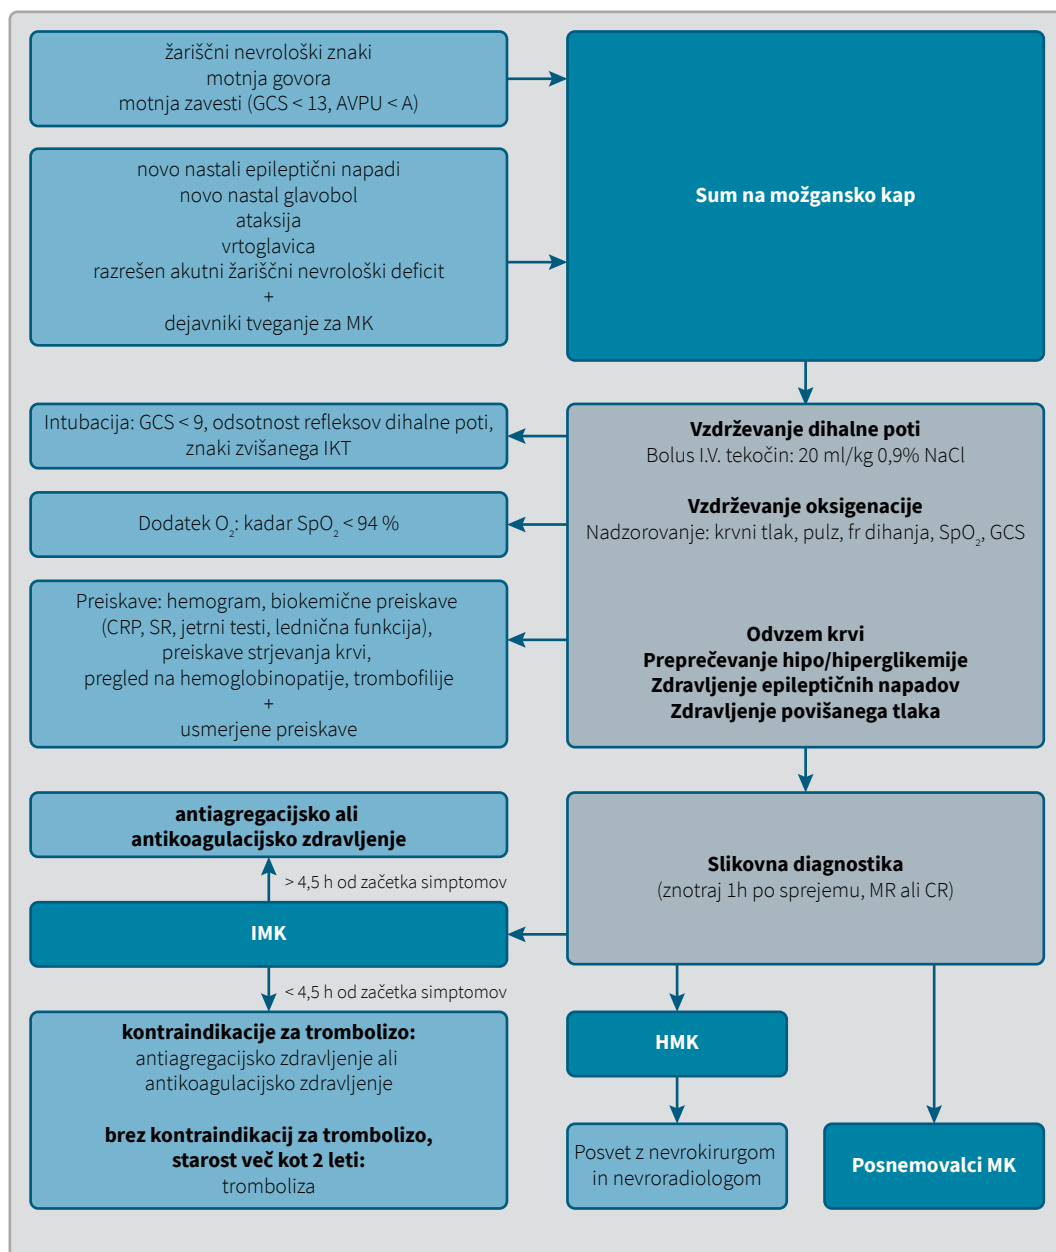 žariščni nevrološki znaki
motnja govora
motnja zavesti (GCS < 13, AVPU < A)
novo nastali epileptični napadi
novo nastal glavobol
ataksija
vrtoglavica
razrešen akutni žariščni nevrološki deficit
+
dejavniki tveganje za MK
Sum na možgansko kap
Intubacija: GCS < 9, odsotnost refleksov dihalne poti,
znaki zvišanega IKT
Dodatek O₂: kadar SpO₂ < 94 %
Preiskave: hemogram, biokemične preiskave
(CRP, SR, jetrni testi, lednična funkcija),
preiskave strjevanja krvi,
pregled na hemoglobinopatije, trombofilije
+
usmerjene preiskave
Vzdrževanje dihalne poti
Bolus I.V. tekočin: 20 ml/kg 0,9% NaCl
Vzdrževanje oksigenacije
Nadzorovanje: krvni tlak, pulz, fr dihanja, SpO₂, GCS
Odvzem krvi
Preprečevanje hipo/hiperglikemije
Zdravljenje epileptičnih napadov
Zdravljenje povišanega tlaka
antiagregacijsko ali
antikoagulacijsko zdravljenje
> 4,5 h od začetka simptomov
IMK
< 4,5 h od začetka simptomov
kontraindikacije za trombolizo:
antiagregacijsko zdravljenje ali
antikoagulacijsko zdravljenje
brez kontraindikacij za trombolizo,
starost več kot 2 leti:
tromboliza
Slikovna diagnostika
(znotraj 1h po sprejemu, MR ali CR)
HMK
Posvet z nevrokirurgom
in nevroradiologom
Posnemovalci MK